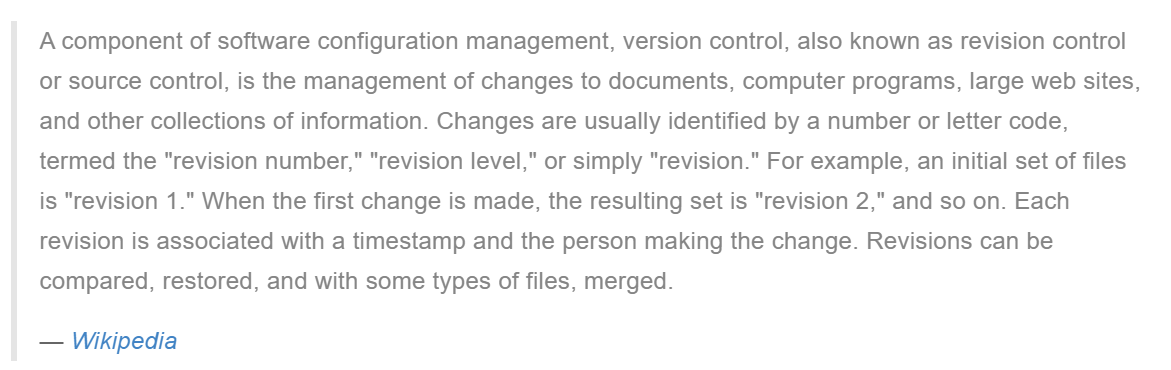 A component of software configuration management, version control, also known as revision control
or source control, is the management of changes to documents, computer programs, large web sites,
and other collections of information. Changes are usually identified by a number or letter code,
termed the "revision number," "revision level," or simply "revision." For example, an initial set of files
is "revision 1." When the first change is made, the resulting set is "revision 2," and so on. Each
revision is associated with a timestamp and the person making the change. Revisions can be
compared, restored, and with some types of files, merged.
— Wikipedia